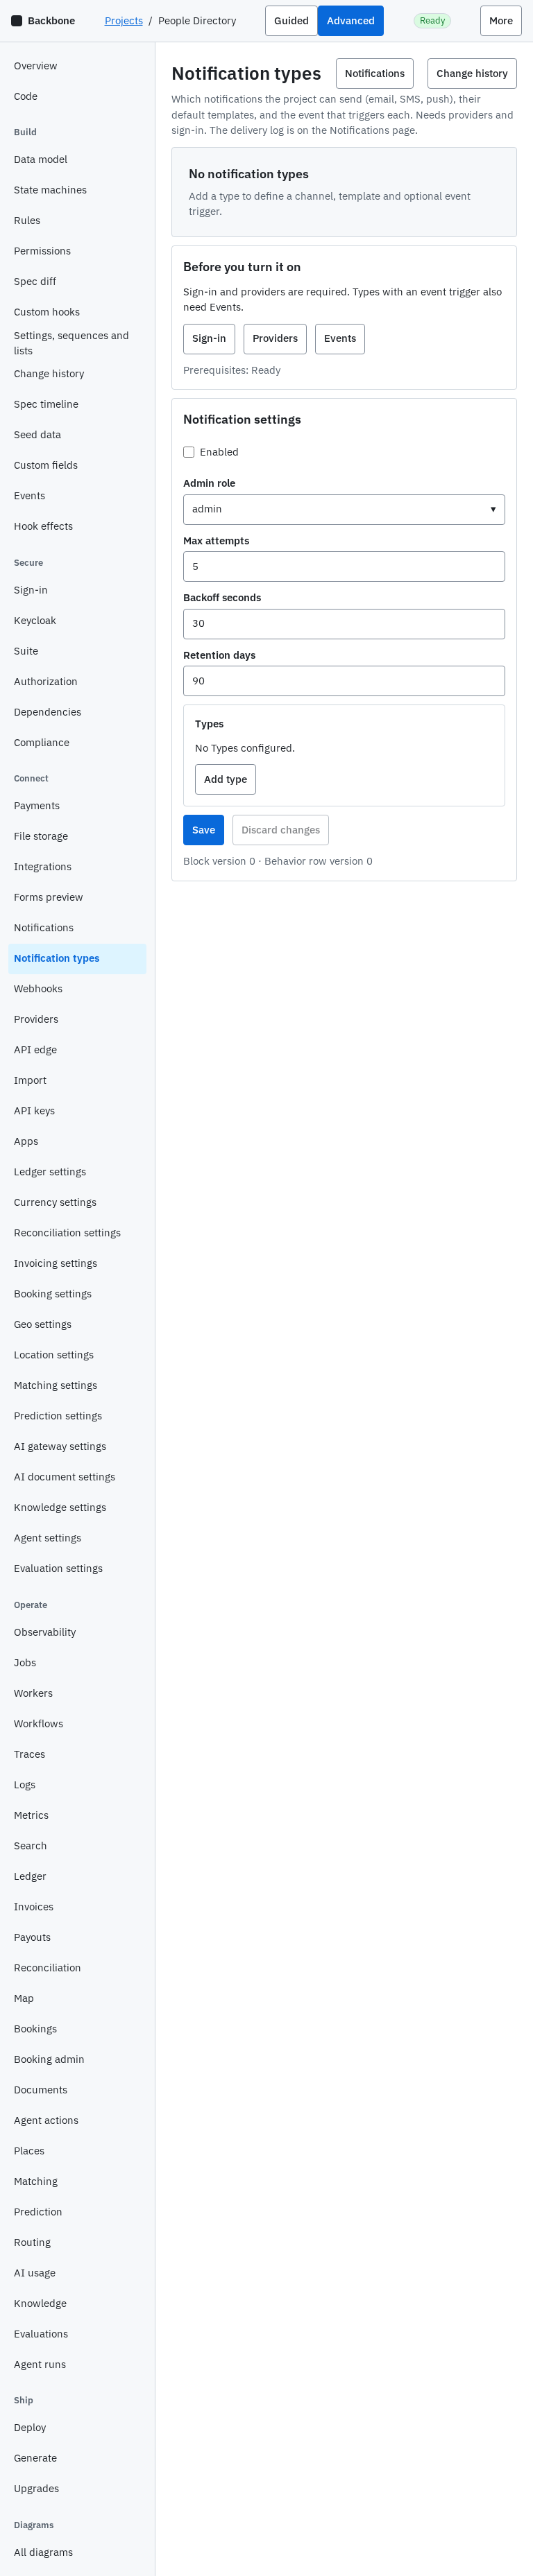 Backbone
Projects / People Directory
Guided
Advanced
Ready
More
Overview
Code
Build
Data model
State machines
Rules
Permissions
Spec diff
Custom hooks
Settings, sequences and
lists
Change history
Spec timeline
Seed data
Custom fields
Events
Hook effects
Secure
Sign-in
Keycloak
Suite
Authorization
Dependencies
Compliance
Connect
Payments
File storage
Integrations
Forms preview
Notifications
Notification types
Webhooks
Providers
API edge
Import
API keys
Apps
Ledger settings
Currency settings
Reconciliation settings
Invoicing settings
Booking settings
Geo settings
Location settings
Matching settings
Prediction settings
AI gateway settings
AI document settings
Knowledge settings
Agent settings
Evaluation settings
Operate
Observability
Jobs
Workers
Workflows
Traces
Logs
Metrics
Search
Ledger
Invoices
Payouts
Reconciliation
Map
Bookings
Booking admin
Documents
Agent actions
Places
Matching
Prediction
Routing
AI usage
Knowledge
Evaluations
Agent runs
Ship
Deploy
Generate
Upgrades
Diagrams
All diagrams
Notification types
Notifications
Change history
Which notifications the project can send (email, SMS, push), their
default templates, and the event that triggers each. Needs providers and
sign-in. The delivery log is on the Notifications page.
No notification types
Add a type to define a channel, template and optional event
trigger.
Before you turn it on
Sign-in and providers are required. Types with an event trigger also
need Events.
Sign-in
Providers
Events
Prerequisites: Ready
Notification settings
Enabled
Admin role
admin
Max attempts
5
Backoff seconds
30
Retention days
90
Types
No Types configured.
Add type
Save
Discard changes
Block version 0 · Behavior row version 0